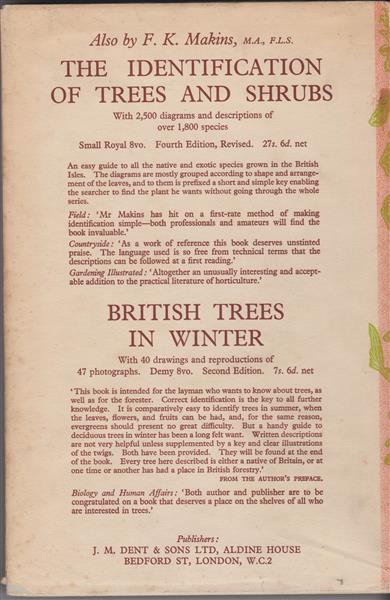 Also by F. K. Makins, M.A., F.L.S.
THE IDENTIFICATION
OF TREES AND SHRUBS
With 2,500 diagrams and descriptions of
over 1,800 species
Small Royal 8vo. Fourth Edition, Revised. 27s. 6d. net
An easy guide to all the native and exotic species grown in the British
Isles. The diagrams are mostly grouped according to shape and arrange-
ment of the leaves, and to them is prefixed a short and simple key enabling
the searcher to find the plant he wants without going through the whole
series.
Field: 'Mr Makins has hit on a first-rate method of making
identification simple—both professionals and amateurs will find the
book invaluable.'
Countryside: 'As a work of reference this book deserves unstinted
praise. The language used is so free from technical terms that the
descriptions can be followed at a first reading.'
Gardening Illustrated: 'Altogether an unusually interesting and accept-
able addition to the practical literature of horticulture.'
BRITISH TREES
IN WINTER
With 40 drawings and reproductions of
47 photographs. Demy 8vo. Second Edition. 7s. 6d. net
'This book is intended for the layman who wants to know about trees, as
well as for the forester. Correct identification is the key to all further
knowledge. It is comparatively easy to identify trees in summer, when
the leaves, flowers, and fruits can be had, and, for the same reason,
evergreens should present no great difficulty. But a handy guide to
deciduous trees in winter has been a long felt want. Written descriptions
are not very helpful unless supplemented by a key and clear illustrations
of the twigs. Both have been provided. They will be found at the end
of the book. Every tree here described is either a native of Britain, or at
one time or another has had a place in British forestry.'
FROM THE AUTHOR'S PREFACE.
Biology and Human Affairs: 'Both author and publisher are to be
congratulated on a book that deserves a place on the shelves of all who
are interested in trees.'
Publishers:
J. M. DENT & SONS LTD, ALDINE HOUSE
BEDFORD ST, LONDON, W.C.2